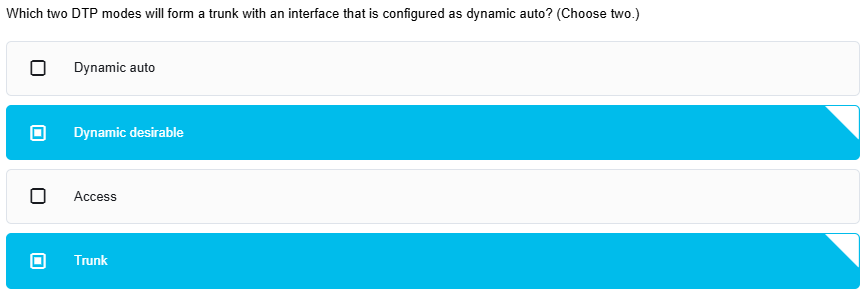 Which two DTP modes will form a trunk with an interface that is configured as dynamic auto? (Choose two.)
Dynamic auto
Dynamic desirable
Access
Trunk